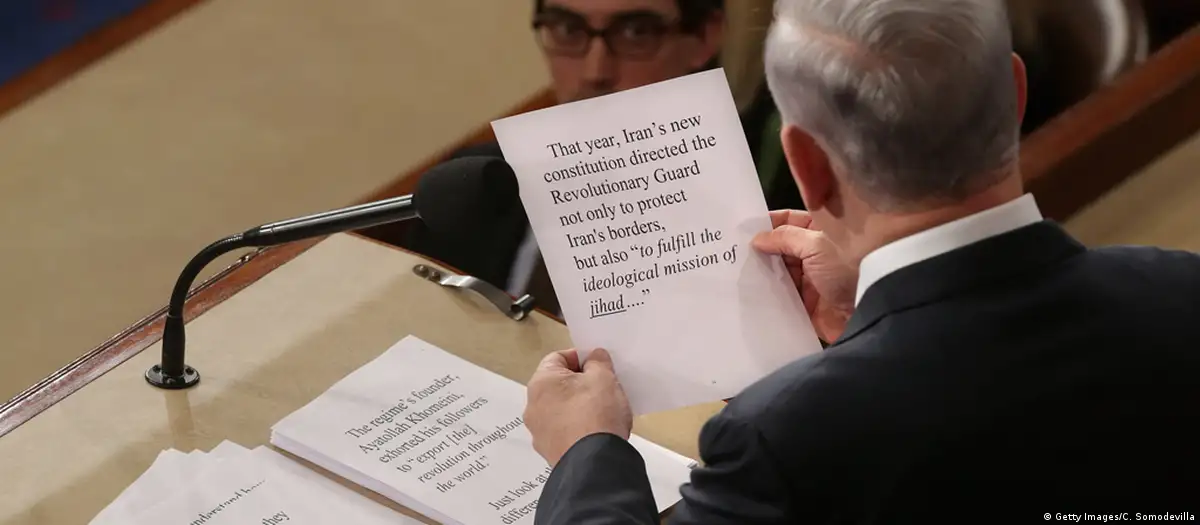 That year, Iran's new
constitution directed the
Revolutionary Guard
not only to protect
Iran's borders,
but also "to fulfill the
ideological mission of
jihad...."
The regime's founder,
Ayatollah Khomeini,
exhorted his followers
to "export [the]
revolution throughout
the world."
Just look at
they
© Getty Images/C. Somodevilla